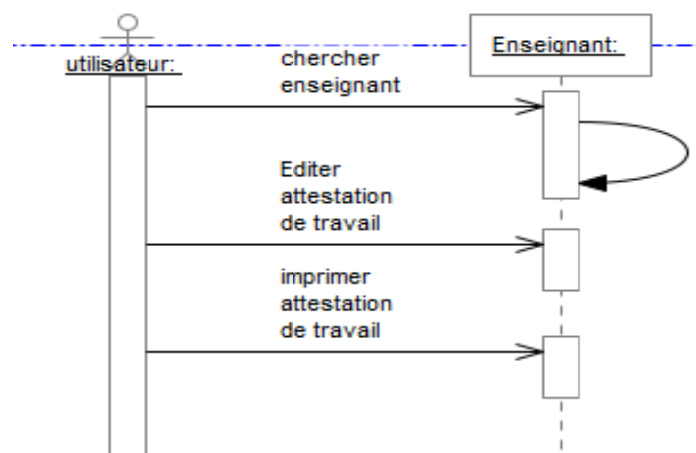 utilisateur:
Enseignant:
chercher
enseignant
Editer
attestation
de travail
imprimer
attestation
de travail